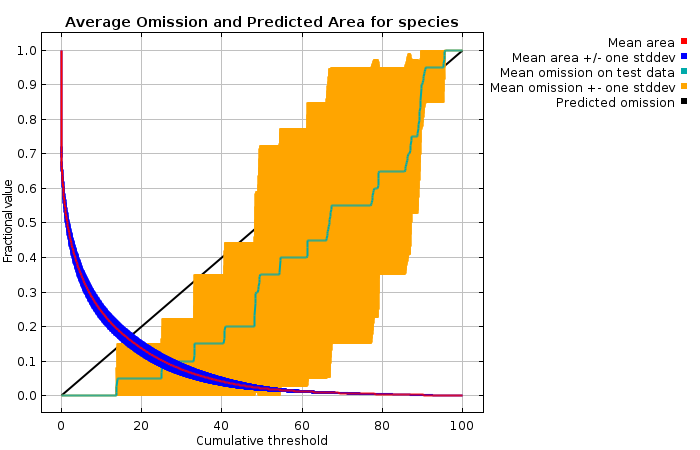 Average Omission and Predicted Area for species
Mean area
Mean area +/- one stddev
Mean omission on test data
Mean omission +- one stddev
Predicted omission
Fractional value
1.0
0.9
0.8
0.7
0.6
0.5
0.4
0.3
0.2
0.1
0.0
0 20 40 60 80 100
Cumulative threshold